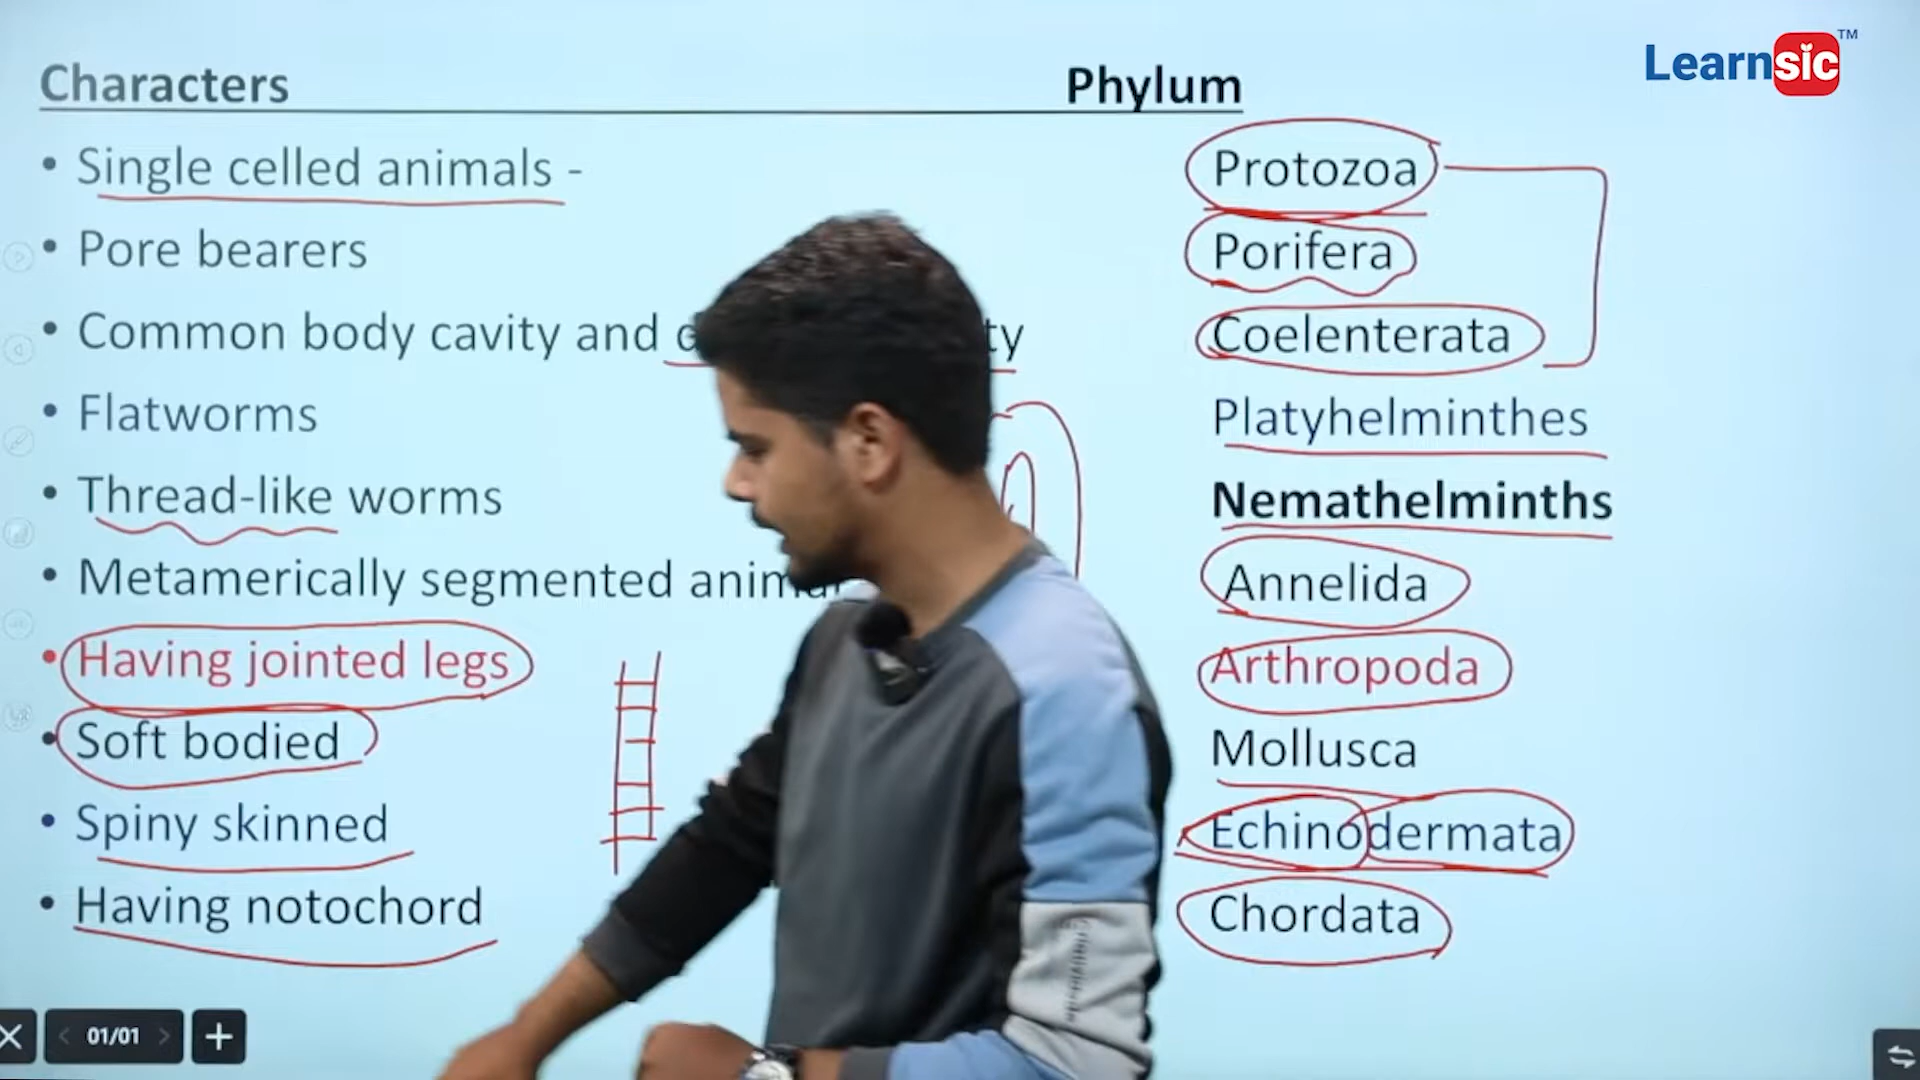 Learnsic™
Characters Phylum
• Single celled animals - Protozoa
• Pore bearers Porifera
• Common body cavity and Coelenterata
• Flatworms Platyhelminthes
• Thread-like worms Nemathelminths
• Metamerically segmented Annelida
• Having jointed legs Arthropoda
• Soft bodied Mollusca
• Spiny skinned Echinodermata
• Having notochord Chordata
01/01